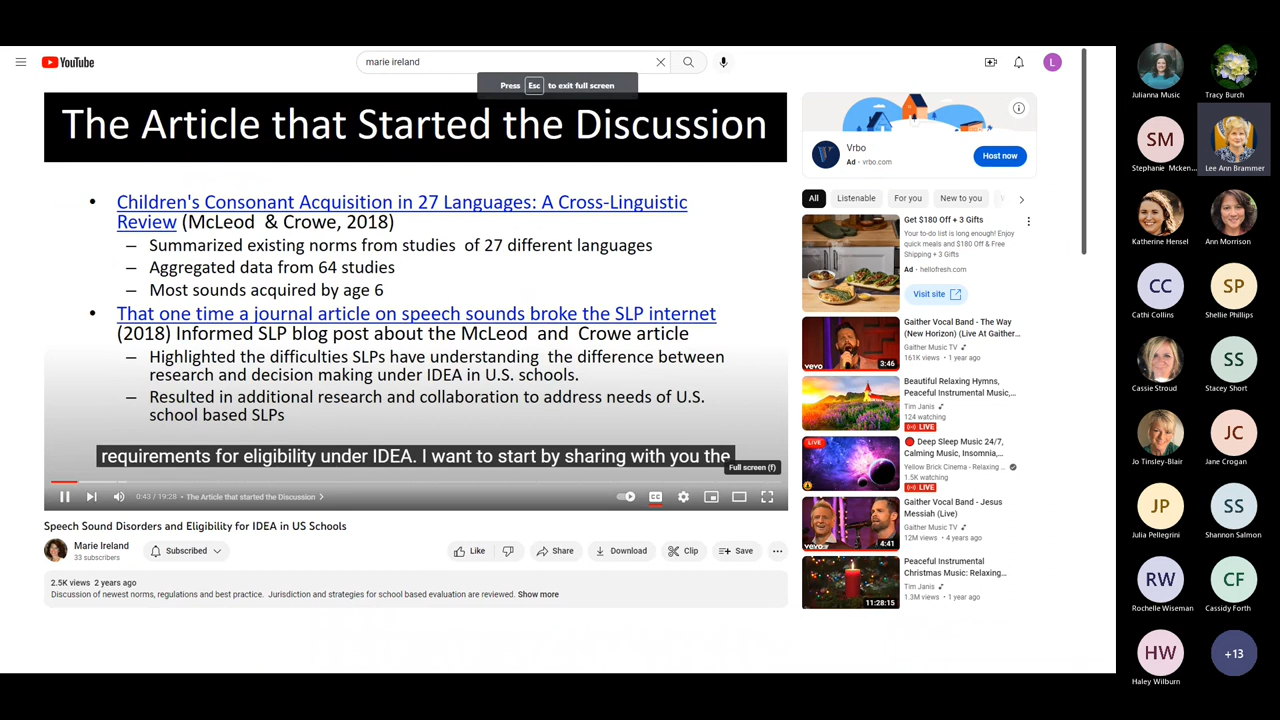 YouTube
marie ireland
Press Esc to exit full screen
L
The Article that Started the Discussion
• Children's Consonant Acquisition in 27 Languages: A Cross-Linguistic
Review (McLeod & Crowe, 2018)
– Summarized existing norms from studies of 27 different languages
– Aggregated data from 64 studies
– Most sounds acquired by age 6
• That one time a journal article on speech sounds broke the SLP internet
(2018) Informed SLP blog post about the McLeod and Crowe article
– Highlighted the difficulties SLPs have understanding the difference between
research and decision making under IDEA in U.S. schools.
– Resulted in additional research and collaboration to address needs of U.S.
school based SLPs
requirements for eligibility under IDEA. I want to start by sharing with you the
Full screen (f)
0:43 / 19:28 • The Article that started the Discussion
CC
Speech Sound Disorders and Eligibility for IDEA in US Schools
Marie Ireland
33 subscribers
Subscribed
Like
Share
Download
Clip
Save
2.5K views 2 years ago
Discussion of newest norms, regulations and best practice. Jurisdiction and strategies for school based evaluation are reviewed. Show more
Vrbo
Ad • vrbo.com
Host now
All
Listenable
For you
New to you
Get $180 Off + 3 Gifts
Your to-do list is long enough! Enjoy
quick meals and $180 Off & Free
Shipping + 3 Gifts
Ad • hellofresh.com
Visit site
vevo
3:46
Gaither Vocal Band - The Way
(New Horizon) (Live At Gaither...
Gaither Music TV
161K views • 1 year ago
Beautiful Relaxing Hymns,
Peaceful Instrumental Music,...
Tim Janis
124 watching
LIVE
LIVE
Deep Sleep Music 24/7,
Calming Music, Insomnia,...
Yellow Brick Cinema - Relaxing ...
1.5K watching
LIVE
vevo
4:41
Gaither Vocal Band - Jesus
Messiah (Live)
Gaither Music TV
12M views • 4 years ago
11:28:15
Peaceful Instrumental
Christmas Music: Relaxing...
Tim Janis
1.3M views • 1 year ago
Julianna Music
Tracy Burch
SM
Stephanie Mcken...
Lee Ann Brammer
Katherine Hensel
Ann Morrison
CC
Cathi Collins
SP
Shellie Phillips
Cassie Stroud
SS
Stacey Short
Jo Tinsley-Blair
JC
Jane Crogan
JP
Julia Pellegrini
SS
Shannon Salmon
RW
Rochelle Wiseman
CF
Cassidy Forth
HW
Haley Wilburn
+13